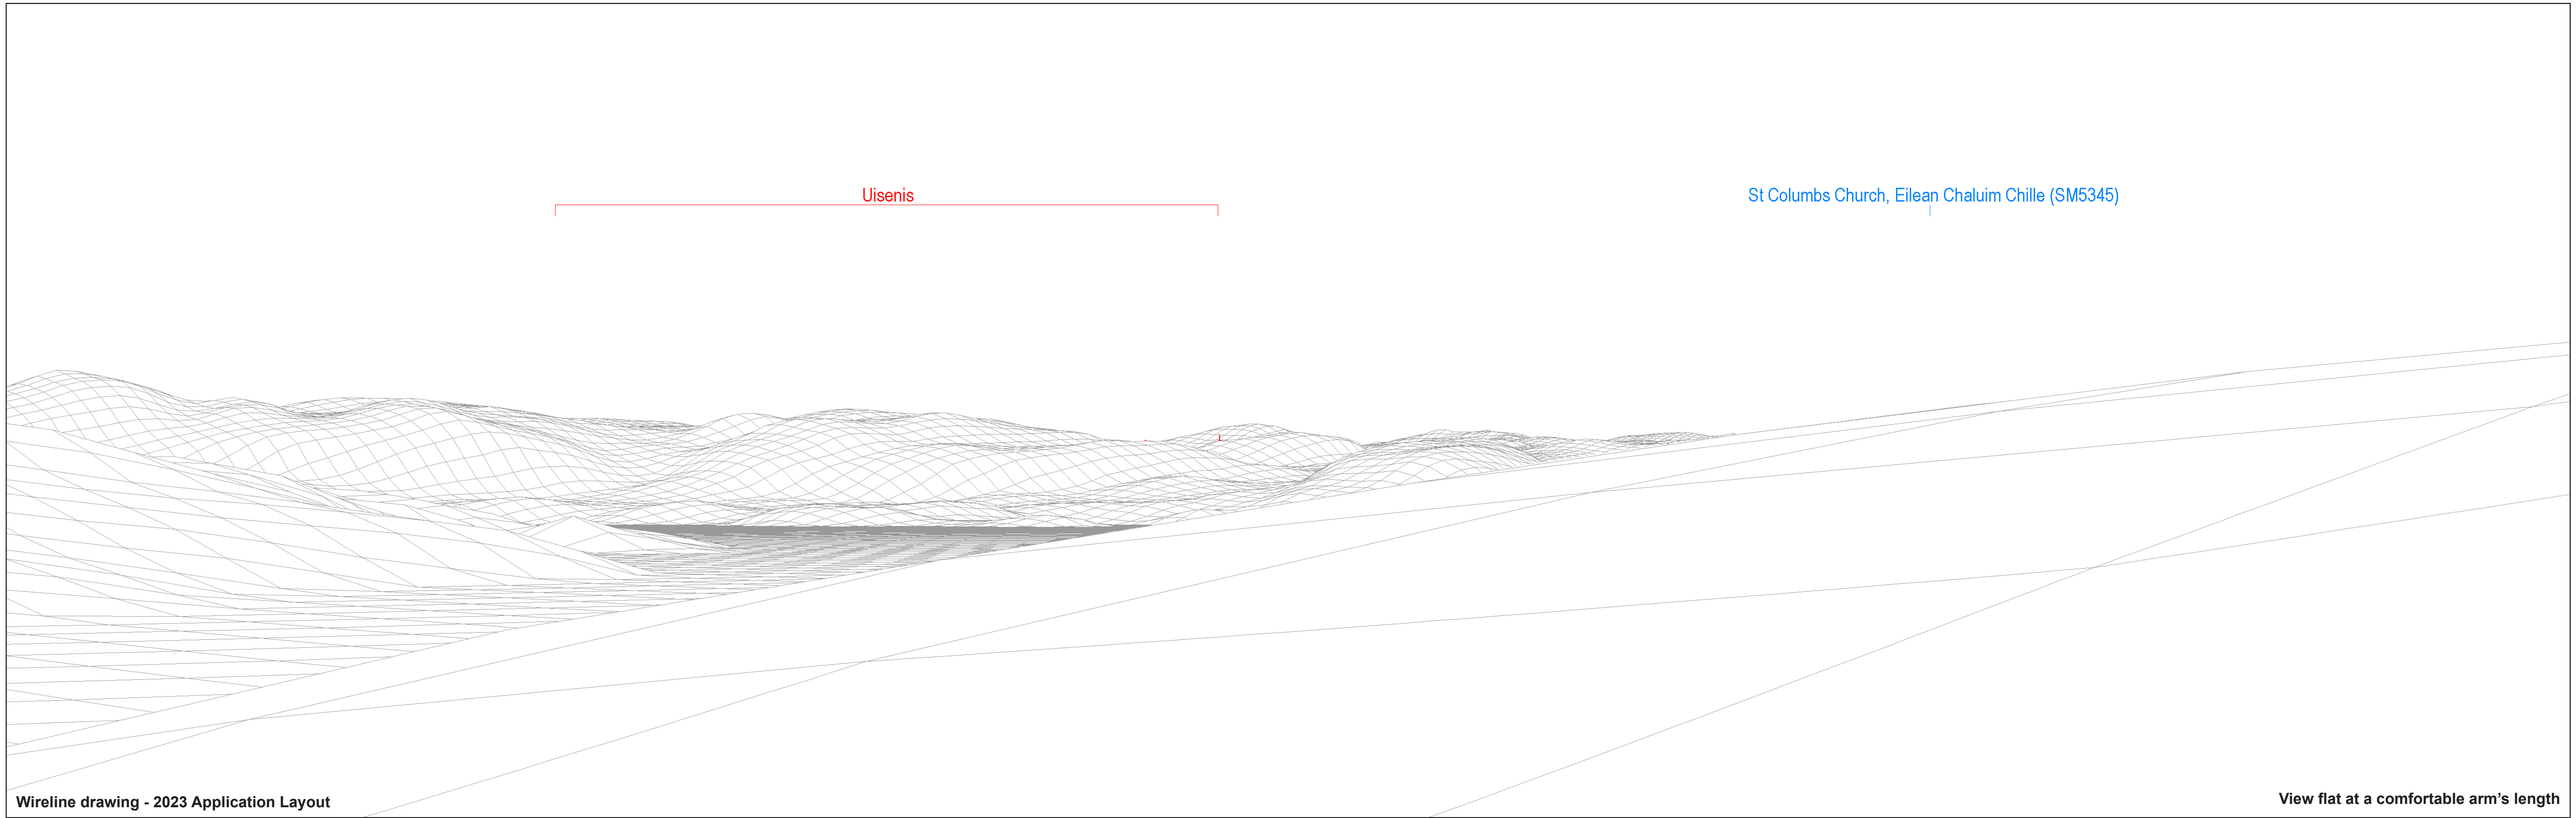 Uisenis
St Columbs Church, Eilean Chaluim Chille (SM5345)
Wireline drawing - 2023 Application Layout
View flat at a comfortable arm’s length